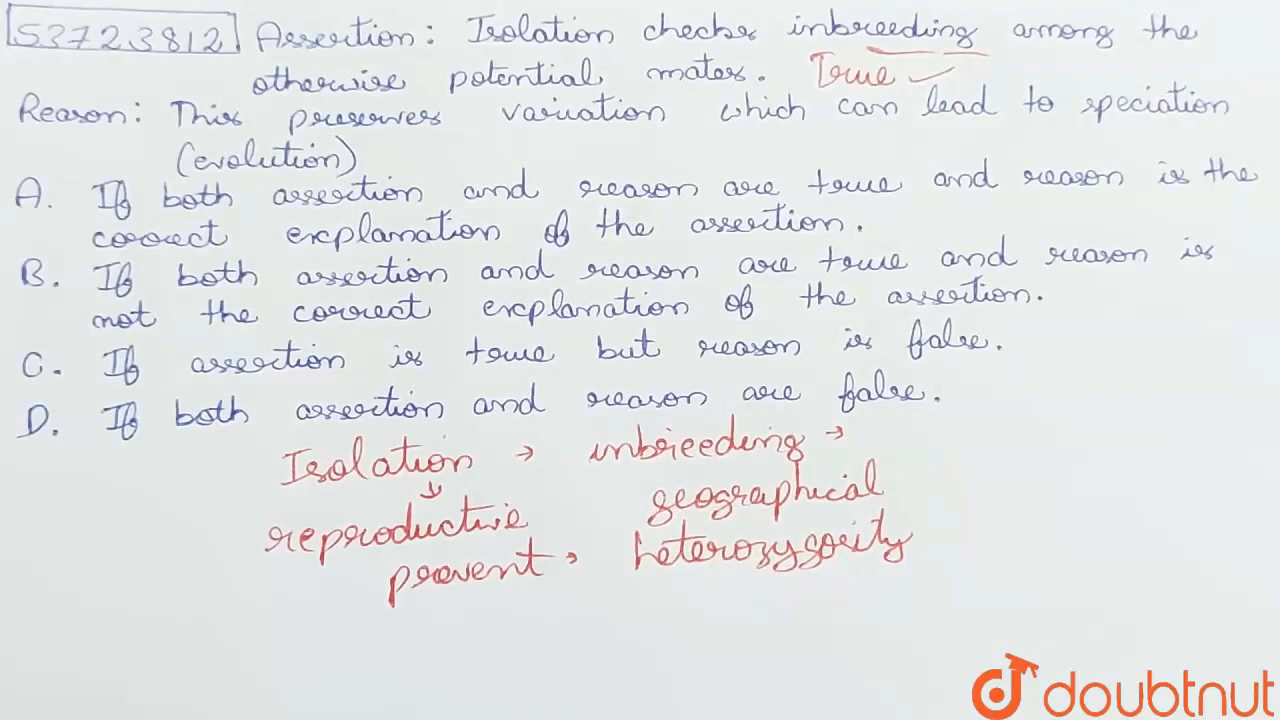 53723812 Assertion: Isolation checks inbreeding among the
otherwise potential mates. True ✓
Reason: This preserves variation which can lead to speciation
(evolution)
A. If both assertion and reason are true and reason is the
correct explanation of the assertion.
B. If both assertion and reason are true and reason is
not the correct explanation of the assertion.
C. If assertion is true but reason is false.
D. If both assertion and reason are false.
Isolation → inbreeding →
↓
reproductive geographical
prevent → heterozygosity
doubtnut